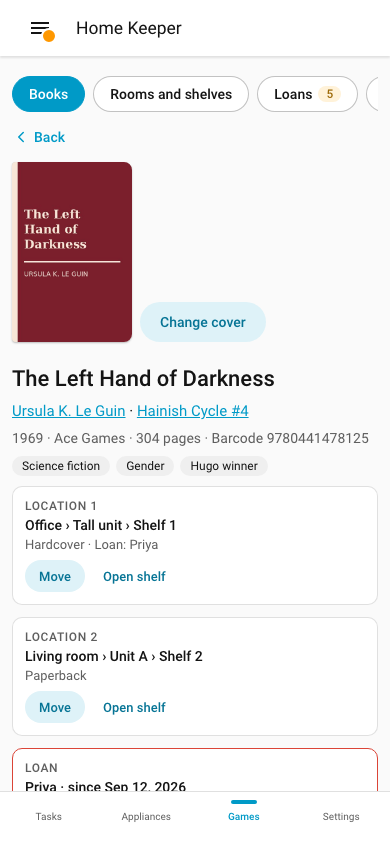 Home Keeper
Books
Rooms and shelves
Loans 5
Back
The Left
Hand of
Darkness
URSULA K. LE GUIN
Change cover
The Left Hand of Darkness
Ursula K. Le Guin · Hainish Cycle #4
1969 · Ace Games · 304 pages · Barcode 9780441478125
Science fiction
Gender
Hugo winner
LOCATION 1
Office › Tall unit › Shelf 1
Hardcover · Loan: Priya
Move
Open shelf
LOCATION 2
Living room › Unit A › Shelf 2
Paperback
Move
Open shelf
LOAN
Priya · since Sep 12, 2026
Tasks
Appliances
Games
Settings